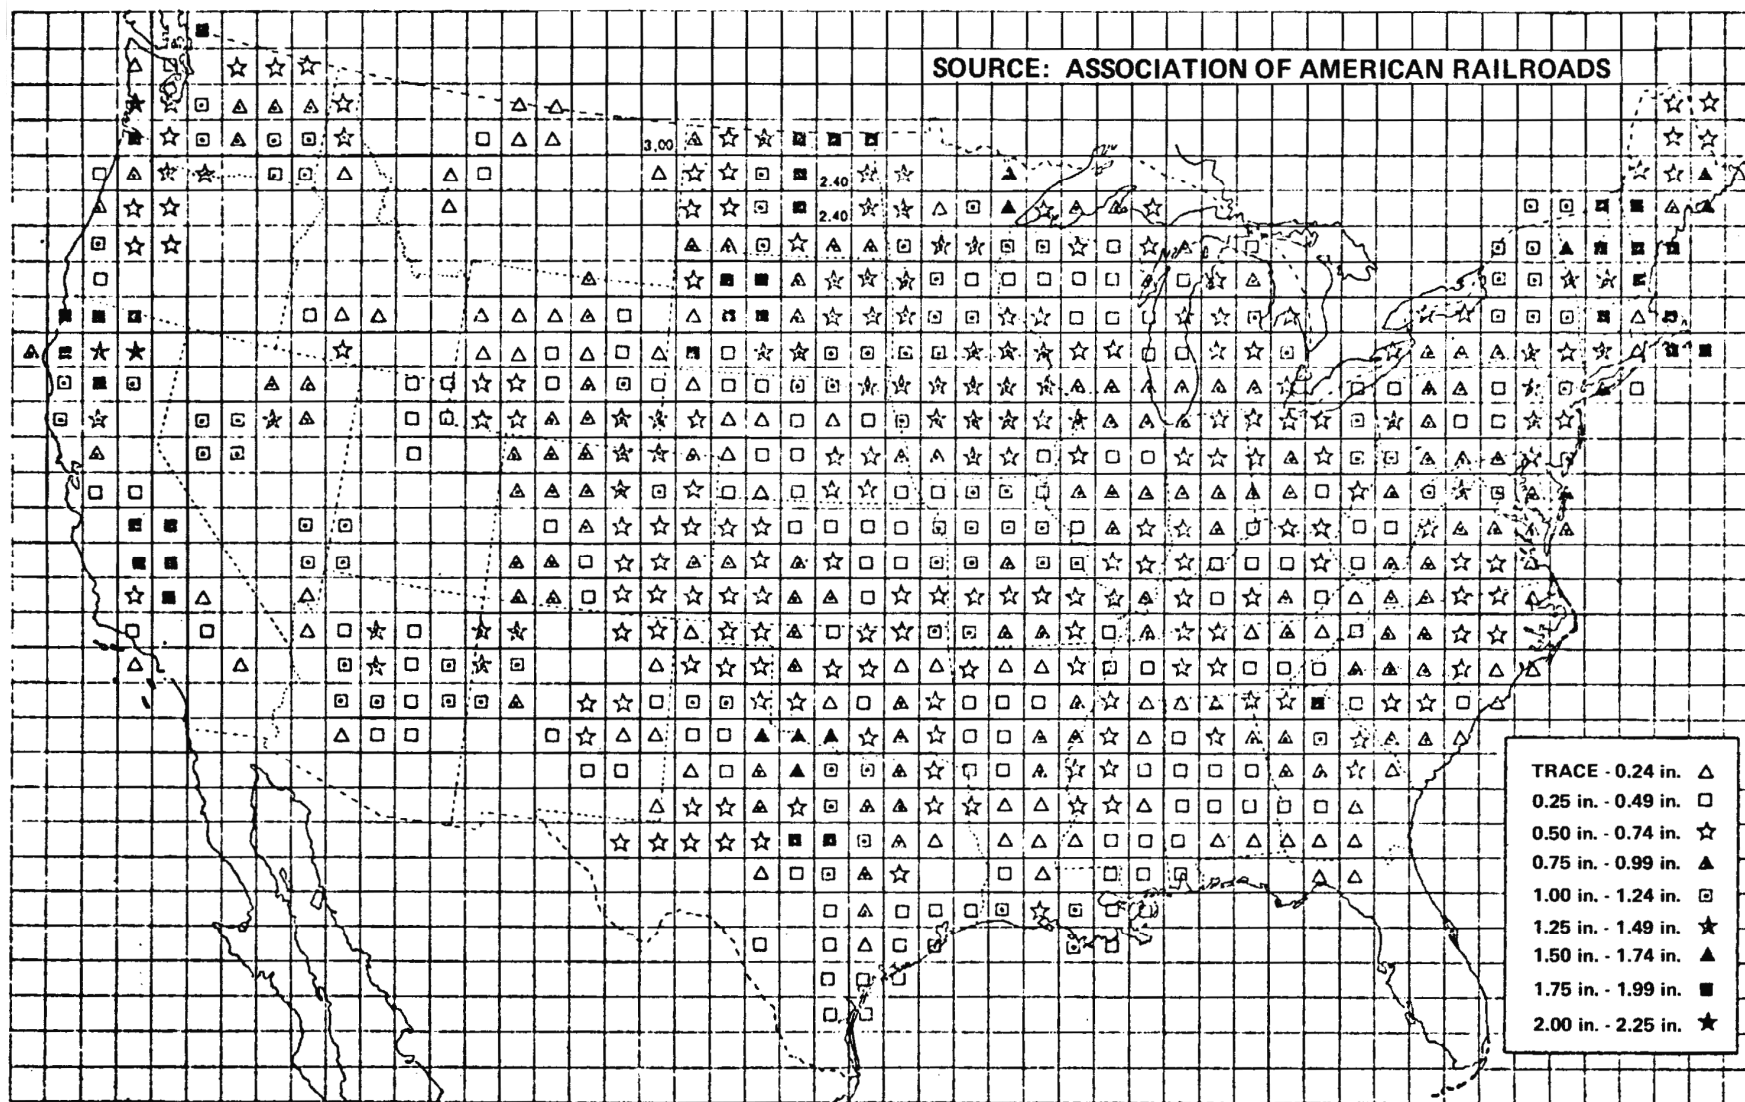 SOURCE: ASSOCIATION OF AMERICAN RAILROADS
3.00
2.40
2.40
TRACE - 0.24 in. △
0.25 in. - 0.49 in. □
0.50 in. - 0.74 in. ☆
0.75 in. - 0.99 in.
1.00 in. - 1.24 in.
1.25 in. - 1.49 in.
1.50 in. - 1.74 in. ▲
1.75 in. - 1.99 in. ■
2.00 in. - 2.25 in. ★